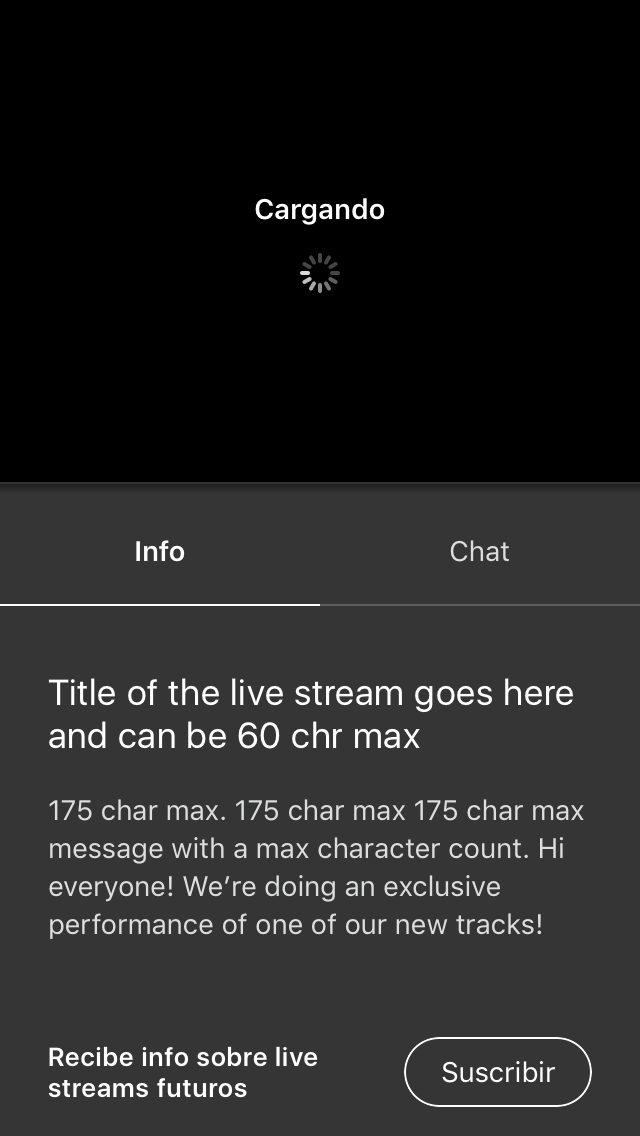 Cargando
Info
Chat
Title of the live stream goes here
and can be 60 chr max
175 char max. 175 char max 175 char max
message with a max character count. Hi
everyone! We’re doing an exclusive
performance of one of our new tracks!
Recibe info sobre live
streams futuros
Suscribir